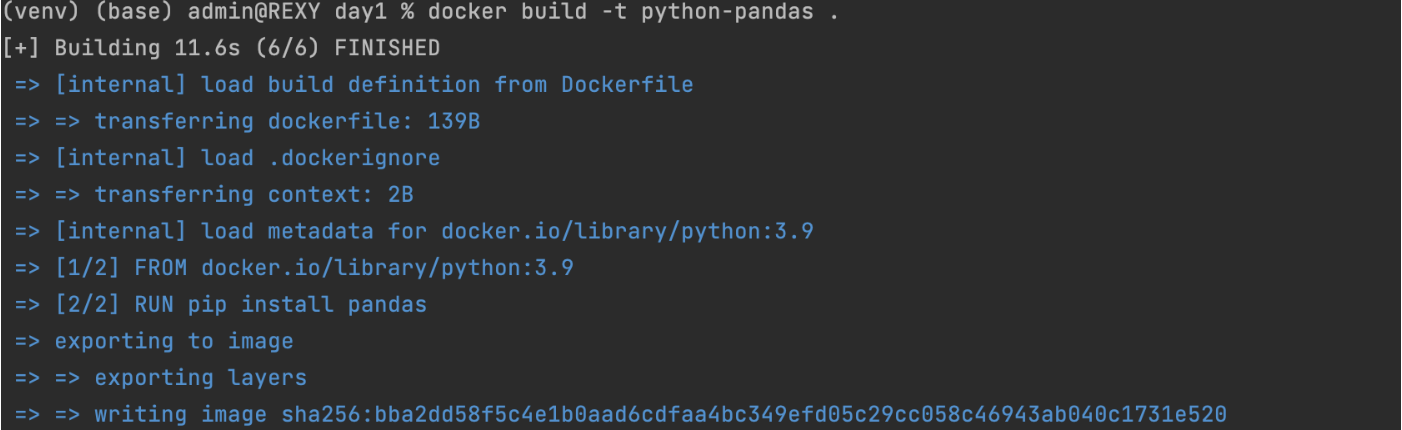 (venv) (base) admin@REXY day1 % docker build -t python-pandas .
[+] Building 11.6s (6/6) FINISHED
=> [internal] load build definition from Dockerfile
=> => transferring dockerfile: 139B
=> [internal] load .dockerignore
=> => transferring context: 2B
=> [internal] load metadata for docker.io/library/python:3.9
=> [1/2] FROM docker.io/library/python:3.9
=> [2/2] RUN pip install pandas
=> exporting to image
=> => exporting layers
=> => writing image sha256:bba2dd58f5c4e1b0aad6cdfaa4bc349efd05c29cc058c46943ab040c1731e520